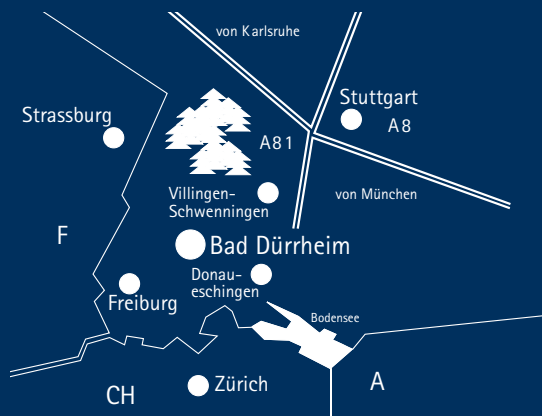 von Karlsruhe
Stuttgart
Strassburg
A8
A81
Villingen-
Schwenningen
von München
F
Bad Dürrheim
Donau-
eschingen
Freiburg
Bodensee
CH
Zürich
A